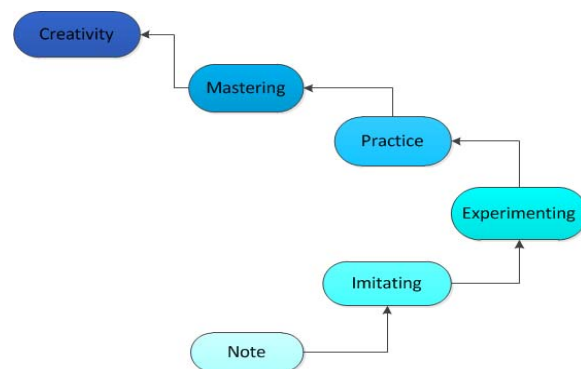 Creativity
Mastering
Practice
Experimenting
Imitating
Note